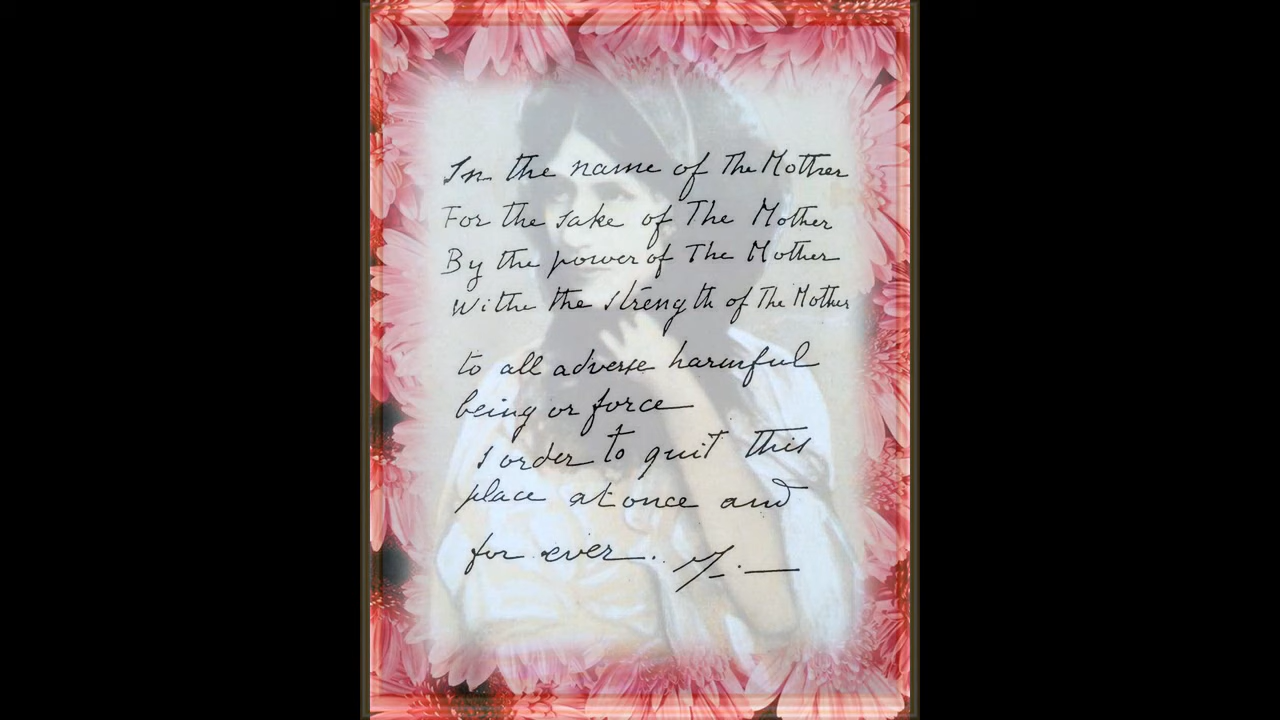 In the name of The Mother
For the sake of The Mother
By the power of The Mother
Withe the strength of The Mother
to all adverse harmful
being or force
I order to quit this
place at once and
for ever.